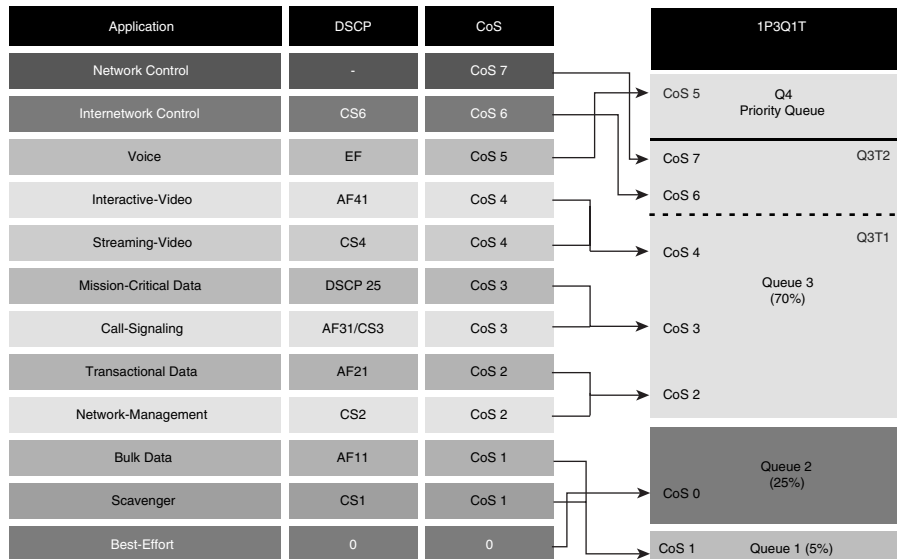 Application DSCP CoS 1P3Q1T
Network Control - CoS 7
Internetwork Control CS6 CoS 6
Voice EF CoS 5
Interactive-Video AF41 CoS 4
Streaming-Video CS4 CoS 4
Mission-Critical Data DSCP 25 CoS 3
Call-Signaling AF31/CS3 CoS 3
Transactional Data AF21 CoS 2
Network-Management CS2 CoS 2
Bulk Data AF11 CoS 1
Scavenger CS1 CoS 1
Best-Effort 0 0
CoS 5 Q4
Priority Queue
CoS 7 Q3T2
CoS 6
Q3T1
CoS 4
Queue 3
(70%)
CoS 3
CoS 2
Queue 2
(25%)
CoS 0
CoS 1 Queue 1 (5%)